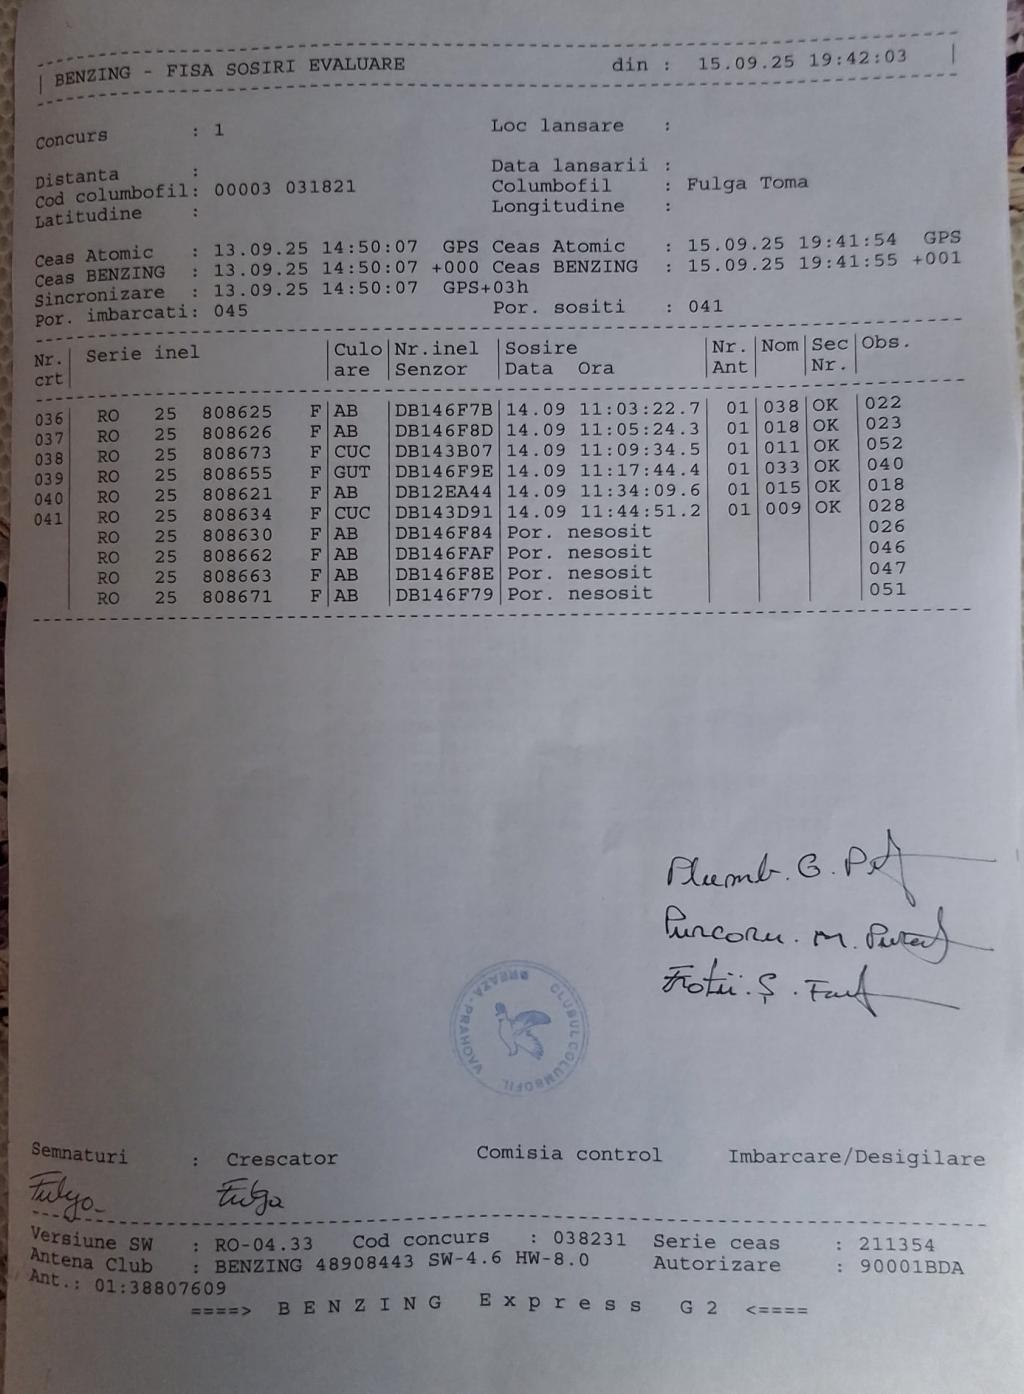 BENZING - FISA SOSIRI EVALUARE din : 15.09.25 19:42:03
Concurs : 1 Loc lansare :
Distanta : Data lansarii :
Cod columbofil: 00003 031821 Columbofil : Fulga Toma
Latitudine : Longitudine :
Ceas Atomic : 13.09.25 14:50:07 GPS Ceas Atomic : 15.09.25 19:41:54 GPS
Ceas BENZING : 13.09.25 14:50:07 +000 Ceas BENZING : 15.09.25 19:41:55 +001
Sincronizare : 13.09.25 14:50:07 GPS+03h
Por. imbarcati: 045 Por. sositi : 041
Nr. Serie inel Culo Nr.inel Sosire Nr. Nom Sec Obs.
crt are Senzor Data Ora Ant Nr.
036 RO 25 808625 F AB DB146F7B 14.09 11:03:22.7 01 038 OK 022
037 RO 25 808626 F AB DB146F8D 14.09 11:05:24.3 01 018 OK 023
038 RO 25 808673 F CUC DB143B07 14.09 11:09:34.5 01 011 OK 052
039 RO 25 808655 F GUT DB146F9E 14.09 11:17:44.4 01 033 OK 040
040 RO 25 808621 F AB DB12EA44 14.09 11:34:09.6 01 015 OK 018
041 RO 25 808634 F CUC DB143D91 14.09 11:44:51.2 01 009 OK 028
RO 25 808630 F AB DB146F84 Por. nesosit 026
RO 25 808662 F AB DB146FAF Por. nesosit 046
RO 25 808663 F AB DB146F8E Por. nesosit 047
RO 25 808671 F AB DB146F79 Por. nesosit 051
Plumb. G.
M.
Ș.
CLUBUL COLUMBOFIL BREAZA - PRAHOVA
Semnaturi : Crescator Comisia control Imbarcare/Desigilare
Fulga Fulga
Versiune SW : RO-04.33 Cod concurs : 038231 Serie ceas : 211354
Antena Club : BENZING 48908443 SW-4.6 HW-8.0 Autorizare : 90001BDA
Ant.: 01:38807609
====> B E N Z I N G E x p r e s s G 2 <====